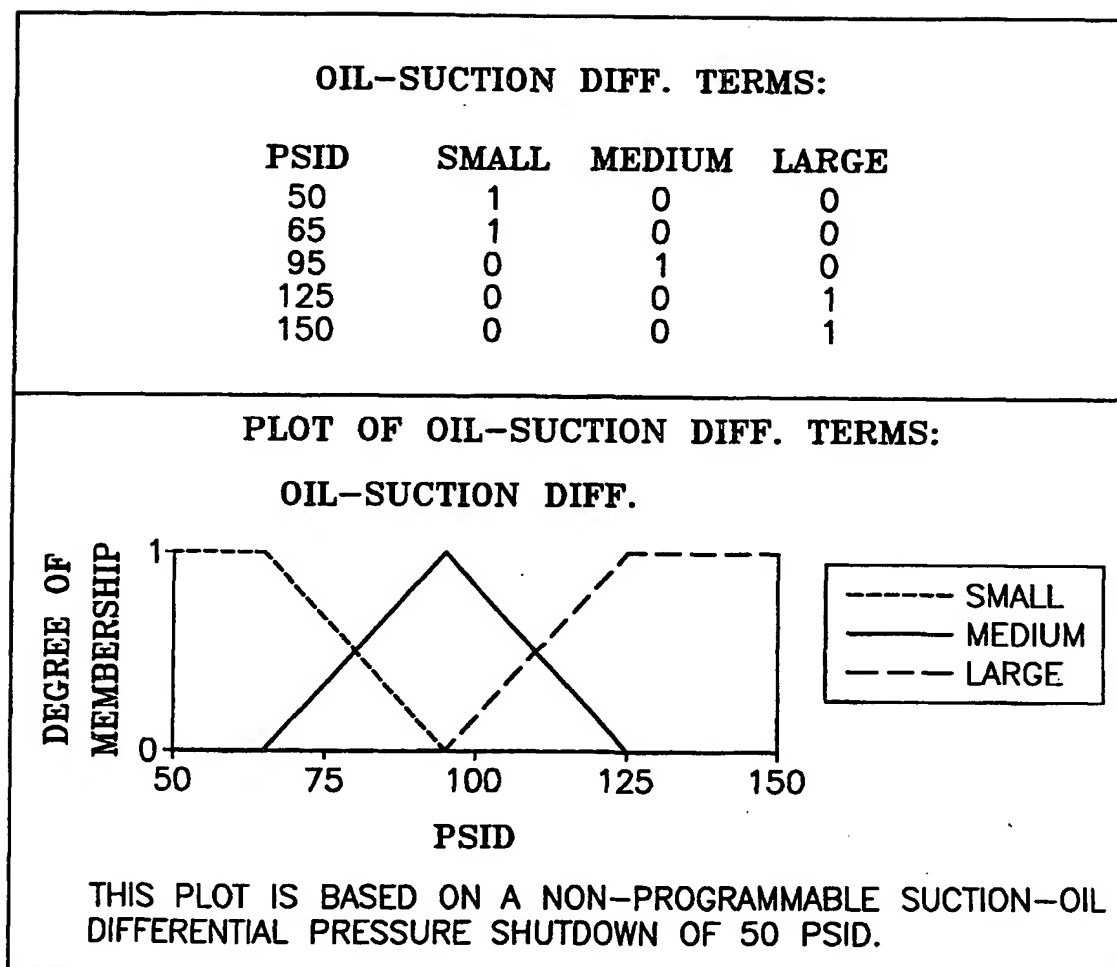 OIL-SUCTION DIFF. TERMS:
PSID SMALL MEDIUM LARGE
50 1 0 0
65 1 0 0
95 0 1 0
125 0 0 1
150 0 0 1
PLOT OF OIL-SUCTION DIFF. TERMS:
OIL-SUCTION DIFF.
DEGREE OF
MEMBERSHIP
1
0
50 75 100 125 150
PSID
SMALL
MEDIUM
LARGE
THIS PLOT IS BASED ON A NON-PROGRAMMABLE SUCTION-OIL
DIFFERENTIAL PRESSURE SHUTDOWN OF 50 PSID.